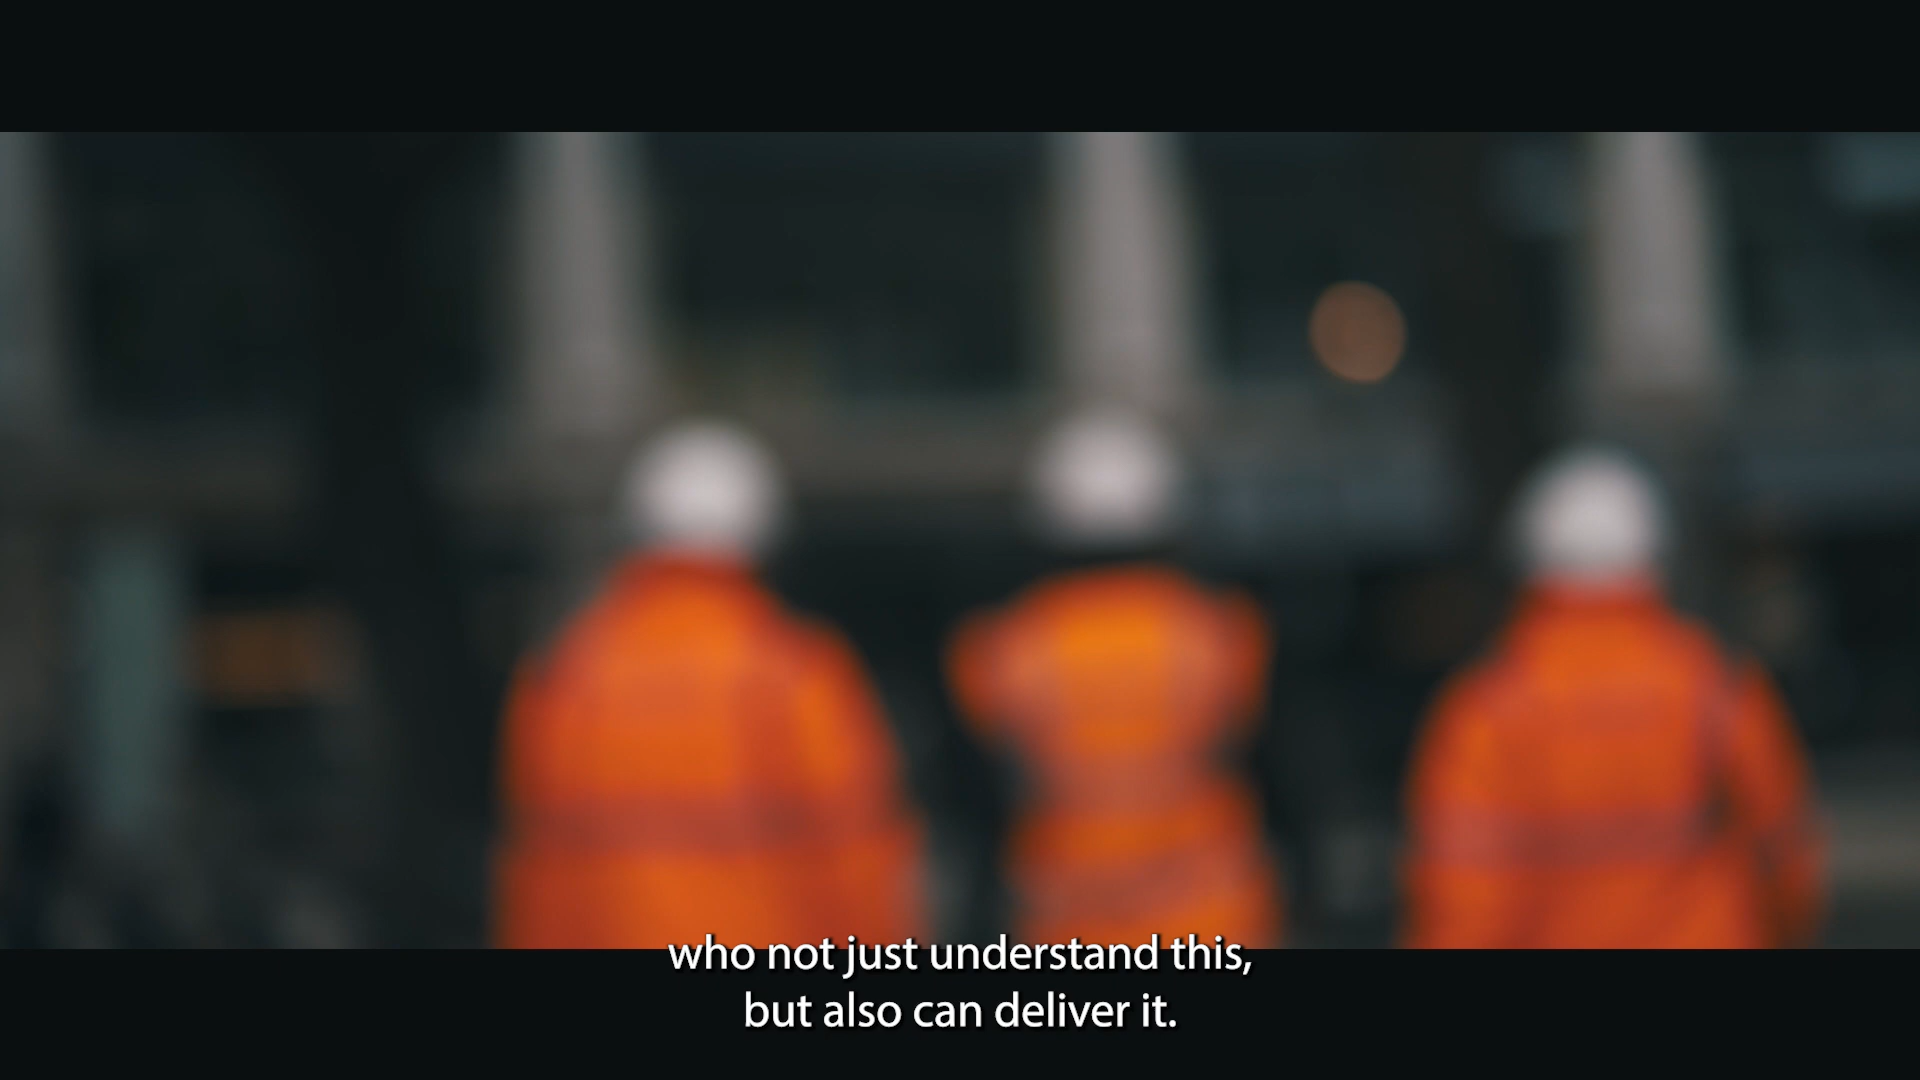 who not just understand this,
but also can deliver it.